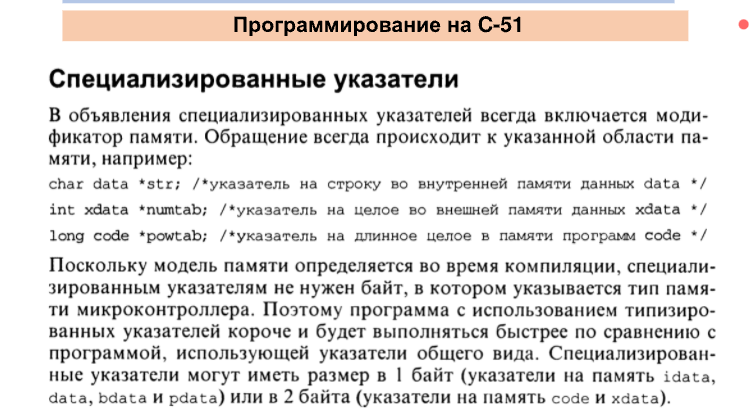 Программирование на С-51
Специализированные указатели
В объявления специализированных указателей всегда включается моди-
фикатор памяти. Обращение всегда происходит к указанной области па-
мяти, например:
char data *str; /*указатель на строку во внутренней памяти данных data */
int xdata *numtab; /*указатель на целое во внешней памяти данных xdata */
long code *powtab; /*указатель на длинное целое в памяти программ code */
Поскольку модель памяти определяется во время компиляции, специали-
зированным указателям не нужен байт, в котором указывается тип памя-
ти микроконтроллера. Поэтому программа с использованием типизиро-
ванных указателей короче и будет выполняться быстрее по сравнению с
программой, использующей указатели общего вида. Специализирован-
ные указатели могут иметь размер в 1 байт (указатели на память idata,
data, bdata и pdata) или в 2 байта (указатели на память code и xdata).